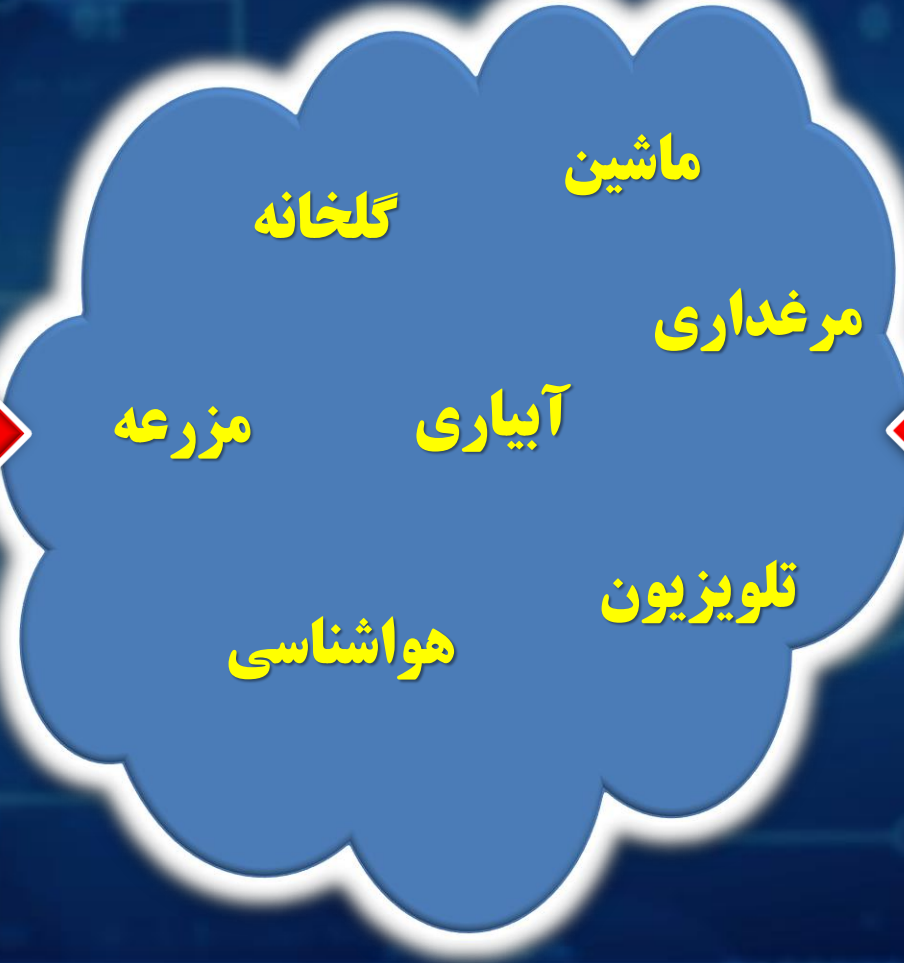 ماشین
گلخانه
مرغداری
آبیاری
مزرعه
تلویزیون
هواشناسی